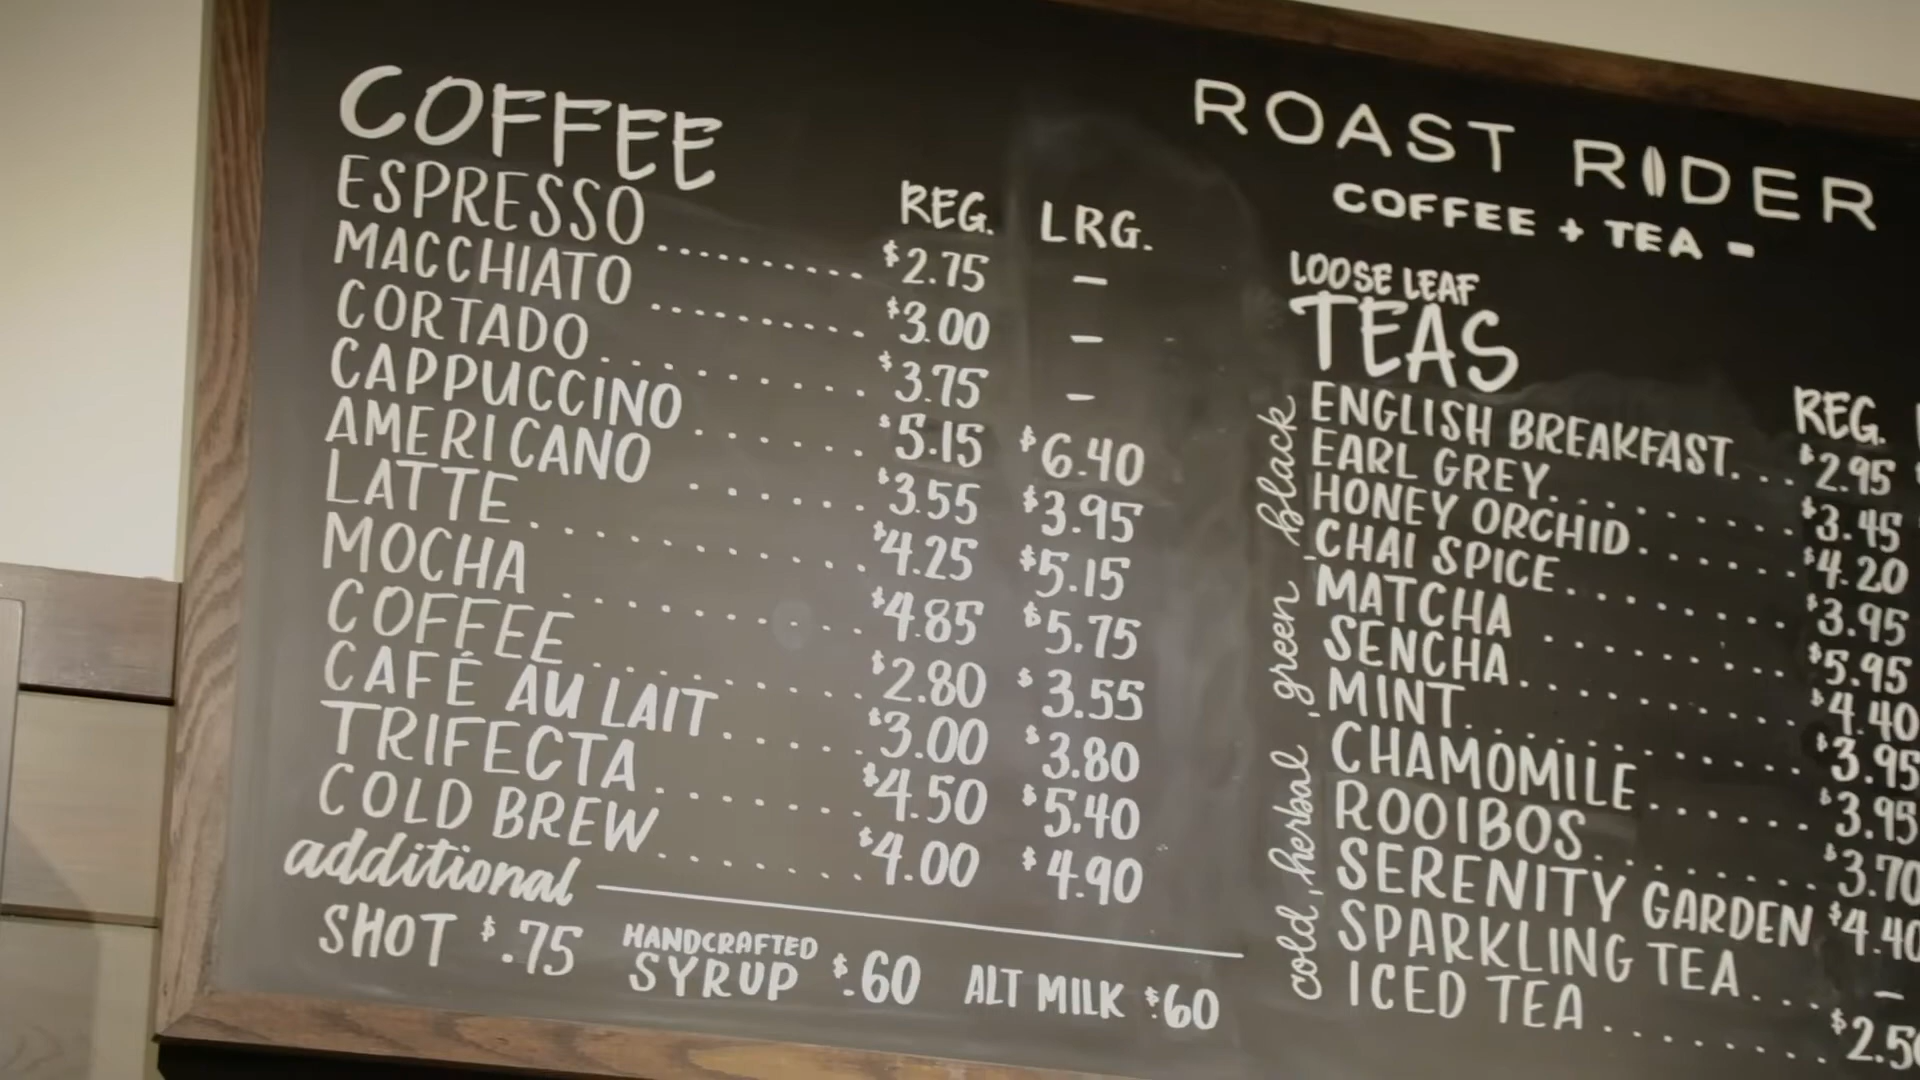 COFFEE
REG. LRG.
ESPRESSO.......... $2.75 –
MACCHIATO.......... $3.00 –
CORTADO.......... $3.75 –
CAPPUCCINO...... $5.15 $6.40
AMERICANO...... $3.55 $3.95
LATTE.......... $4.25 $5.15
MOCHA.......... $4.85 $5.75
COFFEE.......... $2.80 $3.55
CAFÉ AU LAIT...... $3.00 $3.80
TRIFECTA........ $4.50 $5.40
COLD BREW........ $4.00 $4.90
additional
SHOT $.75
HANDCRAFTED
SYRUP $.60
ALT MILK $.60
ROAST RIDER
COFFEE + TEA -
LOOSE LEAF
TEAS
REG.
black
ENGLISH BREAKFAST.... $2.95
EARL GREY......... $3.45
HONEY ORCHID...... $4.20
CHAI SPICE........ $3.95
green
MATCHA......... $5.95
SENCHA......... $4.40
cold, herbal
MINT........... $3.95
CHAMOMILE...... $3.95
ROOIBOS........ $3.70
SERENITY GARDEN $4.40
SPARKLING TEA.... –
ICED TEA........ $2.50